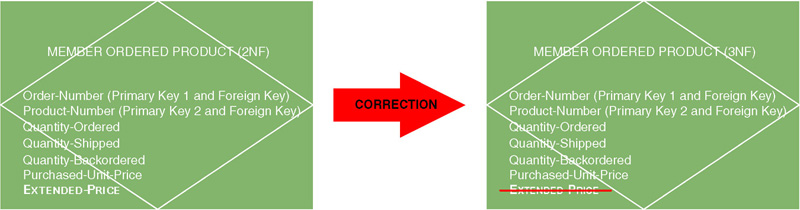 MEMBER ORDERED PRODUCT (2NF)
Order-Number (Primary Key 1 and Foreign Key)
Product-Number (Primary Key 2 and Foreign Key)
Quantity-Ordered
Quantity-Shipped
Quantity-Backordered
Purchased-Unit-Price
EXTENDED-PRICE
CORRECTION
MEMBER ORDERED PRODUCT (3NF)
Order-Number (Primary Key 1 and Foreign Key)
Product-Number (Primary Key 2 and Foreign Key)
Quantity-Ordered
Quantity-Shipped
Quantity-Backordered
Purchased-Unit-Price
EXTENDED-PRICE